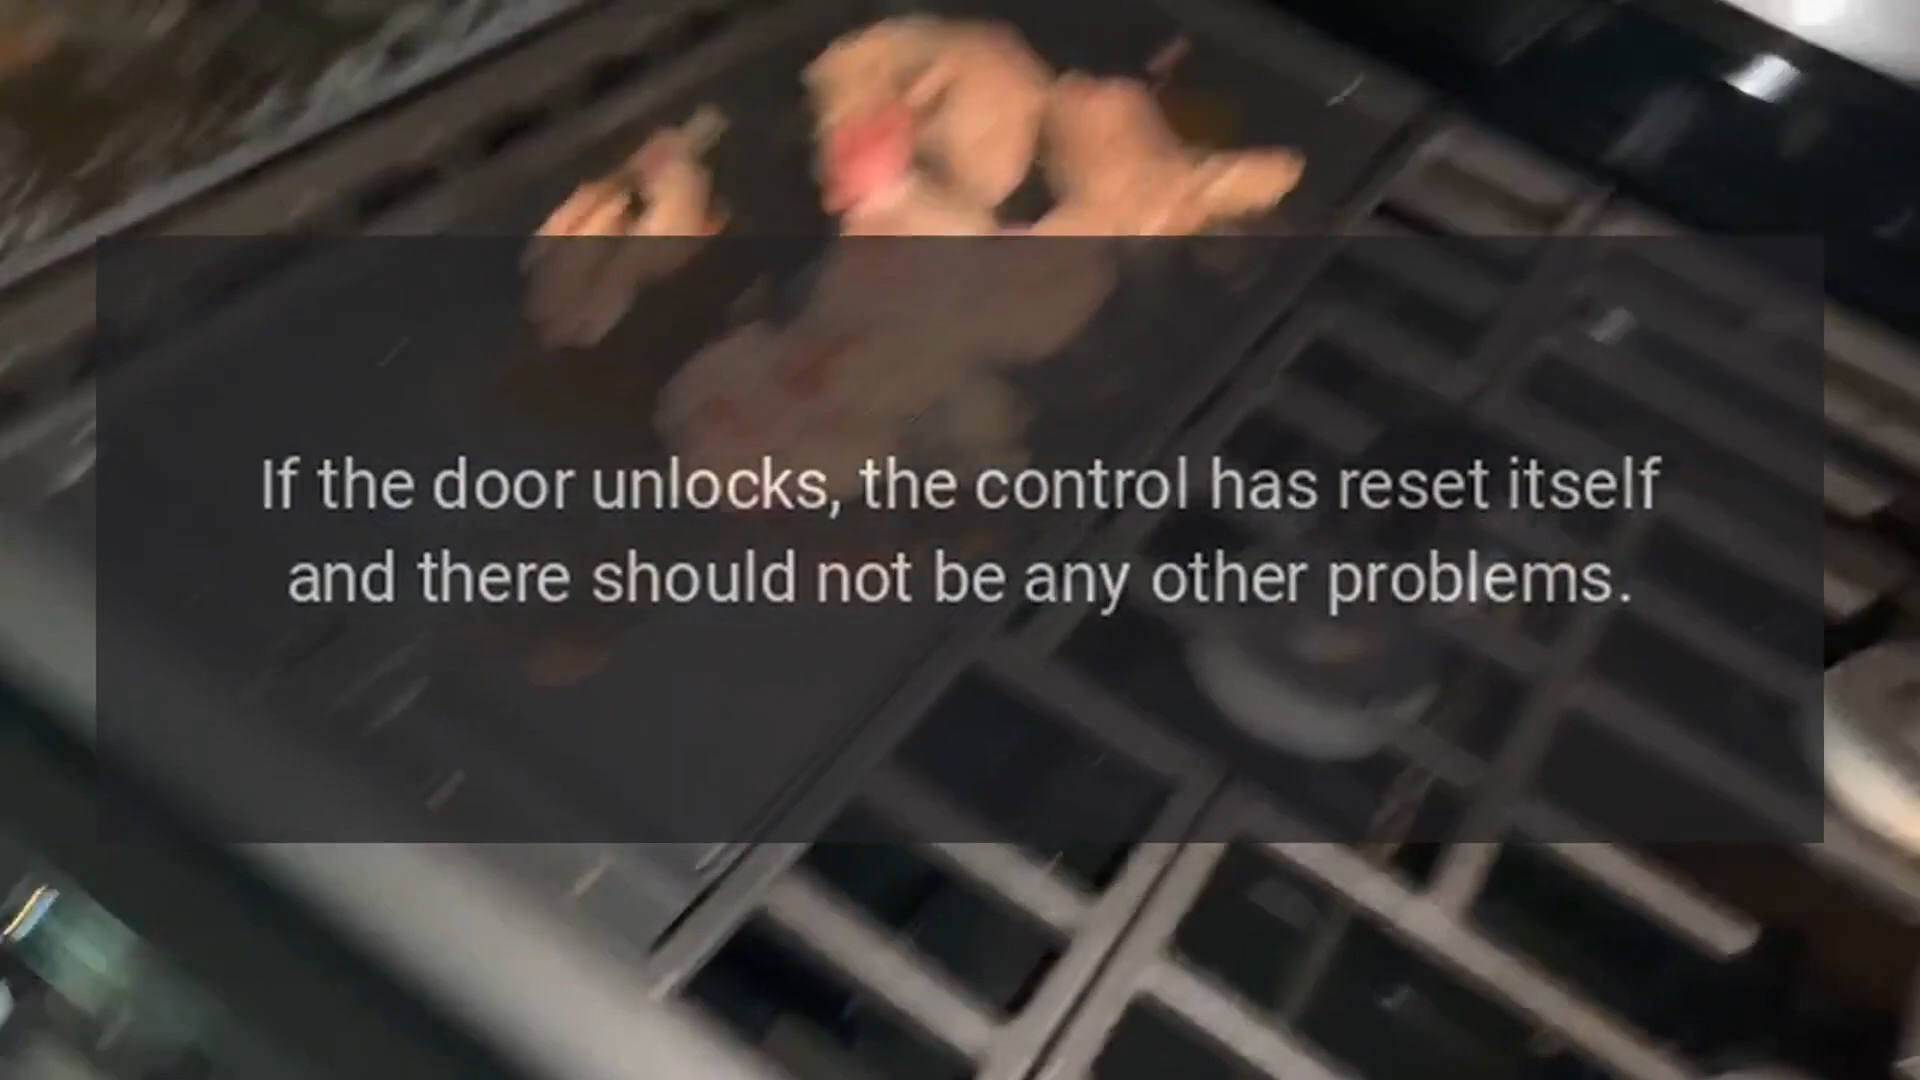 If the door unlocks, the control has reset itself
and there should not be any other problems.